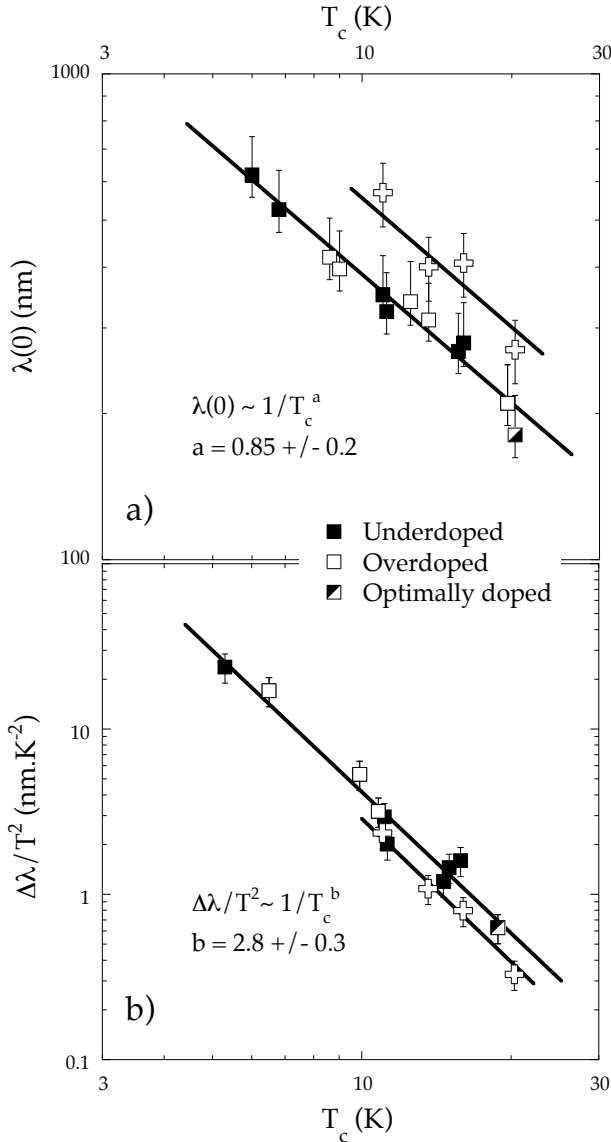 T_c (K)
3 10 30
1000
λ(0) (nm)
λ(0) ~ 1/T_c^a
a = 0.85 +/- 0.2
a)
100
Underdoped
Overdoped
Optimally doped
10
Δλ/T² (nm.K⁻²)
1
Δλ/T² ~ 1/T_c^b
b = 2.8 +/- 0.3
b)
0.1
3 10 30
T_c (K)